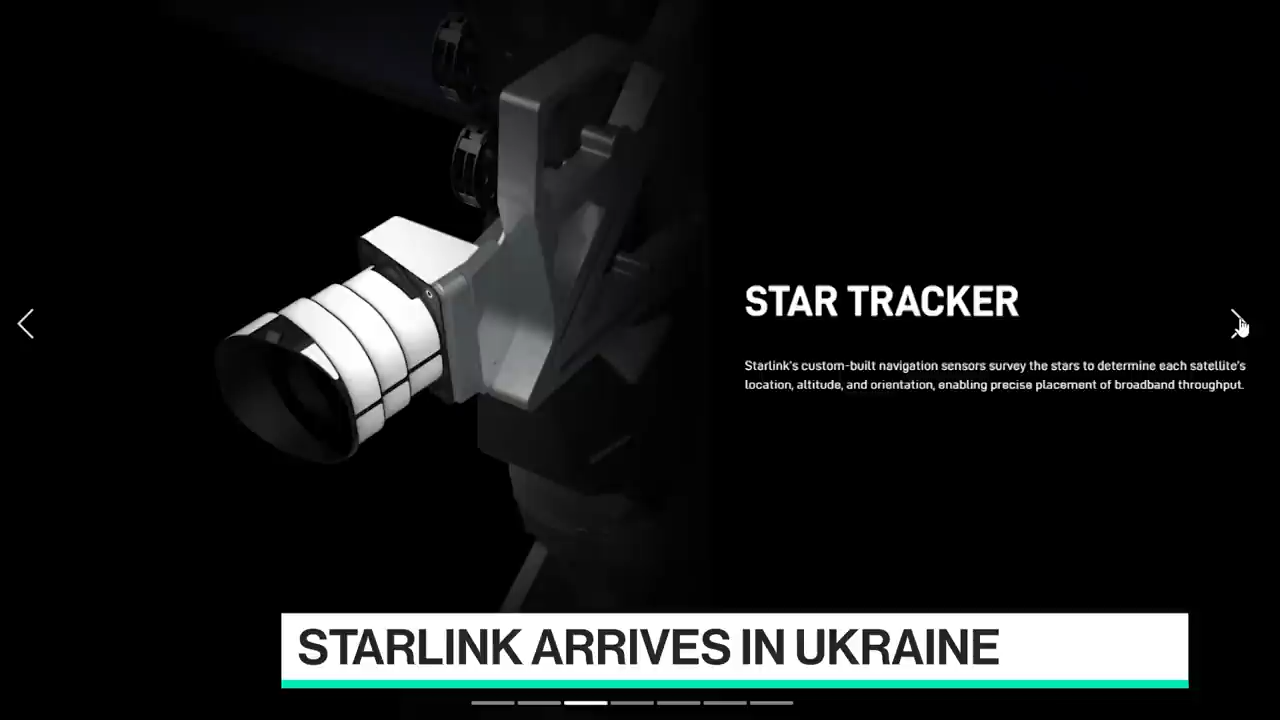 STAR TRACKER
Starlink's custom-built navigation sensors survey the stars to determine each satellite's
location, altitude, and orientation, enabling precise placement of broadband throughput.
STARLINK ARRIVES IN UKRAINE